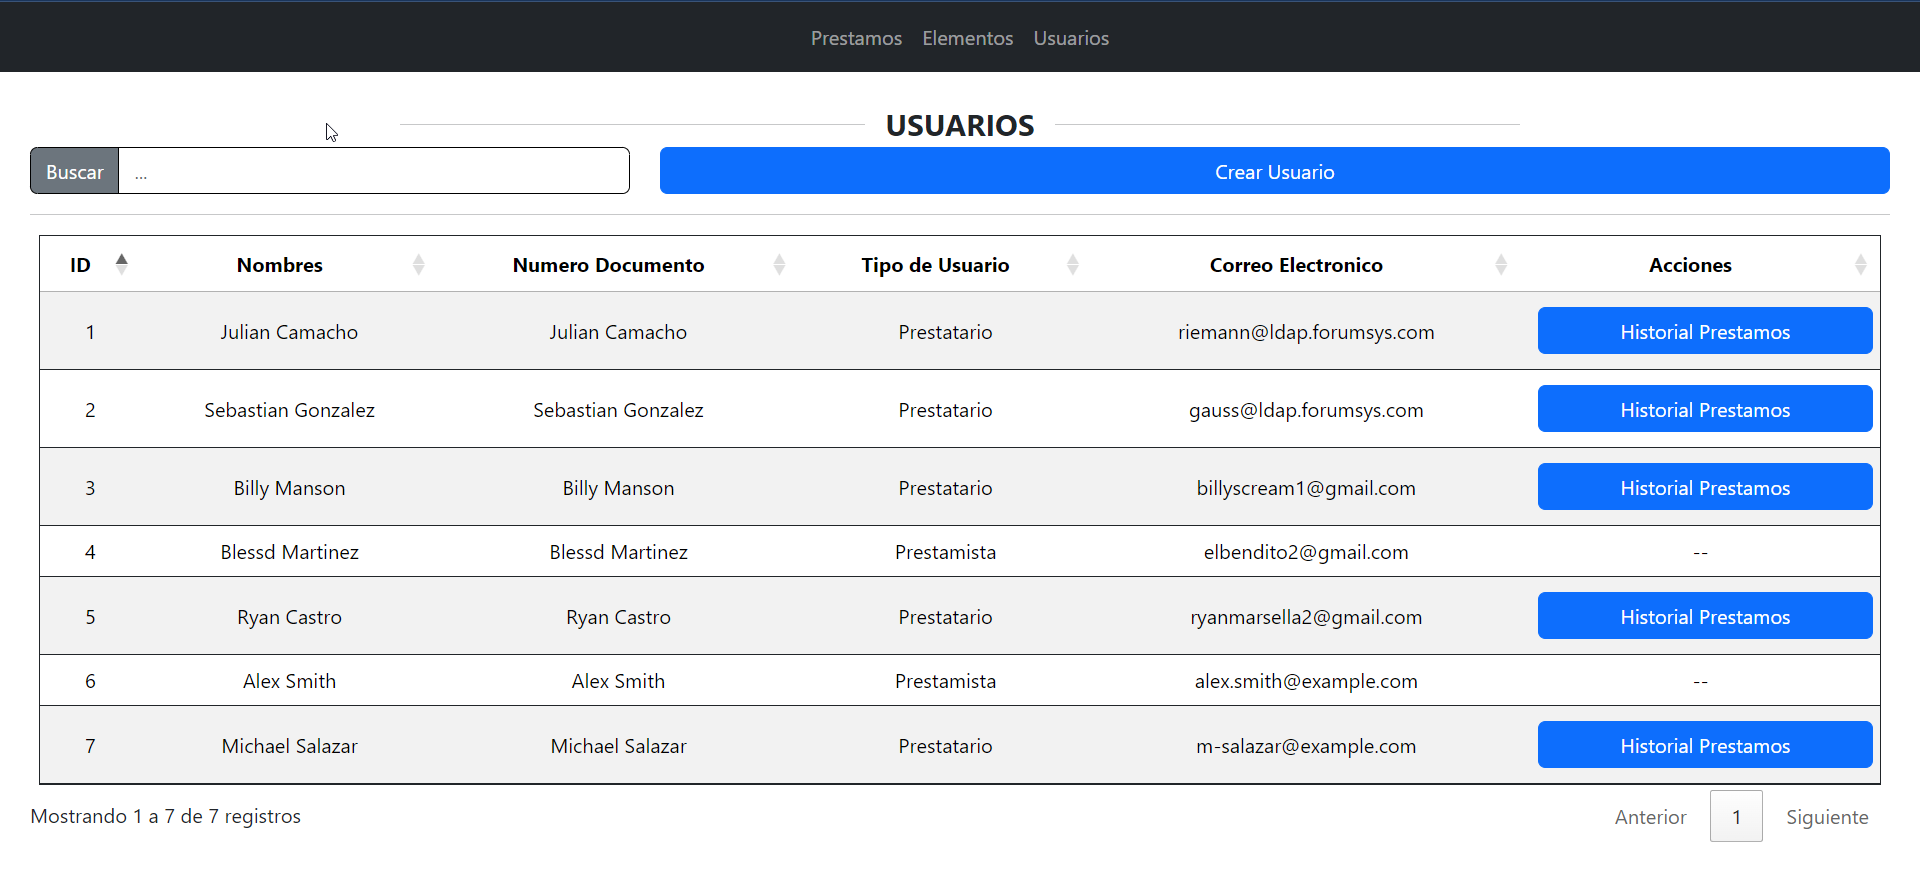 Prestamos Elementos Usuarios
USUARIOS
Buscar ... Crear Usuario
ID Nombres Numero Documento Tipo de Usuario Correo Electronico Acciones
1 Julian Camacho Julian Camacho Prestatario riemann@ldap.forumsys.com Historial Prestamos
2 Sebastian Gonzalez Sebastian Gonzalez Prestatario gauss@ldap.forumsys.com Historial Prestamos
3 Billy Manson Billy Manson Prestatario billyscream1@gmail.com Historial Prestamos
4 Blessd Martinez Blessd Martinez Prestamista elbendito2@gmail.com --
5 Ryan Castro Ryan Castro Prestatario ryanmarsella2@gmail.com Historial Prestamos
6 Alex Smith Alex Smith Prestamista alex.smith@example.com --
7 Michael Salazar Michael Salazar Prestatario m-salazar@example.com Historial Prestamos
Mostrando 1 a 7 de 7 registros Anterior 1 Siguiente